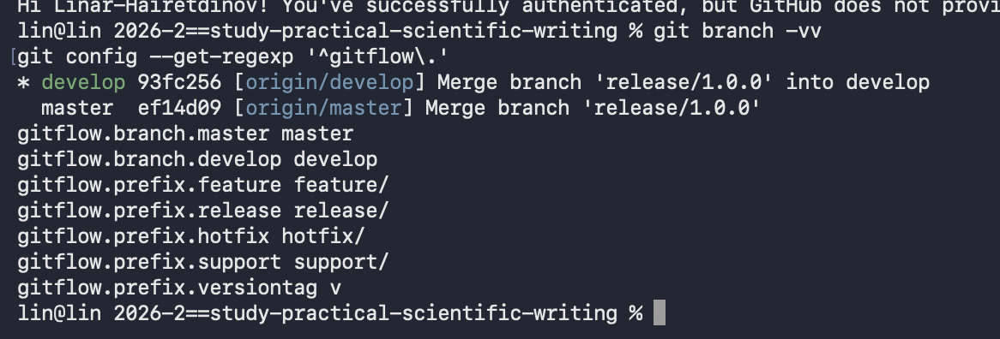 Hi Linar-Hairetdinov! You've successfully authenticated, but GitHub does not
lin@lin 2026-2==study-practical-scientific-writing % git branch -vv
[git config --get-regexp '^gitflow\.'
* develop 93fc256 [origin/develop] Merge branch 'release/1.0.0' into develop
  master  ef14d09 [origin/master] Merge branch 'release/1.0.0'
gitflow.branch.master master
gitflow.branch.develop develop
gitflow.prefix.feature feature/
gitflow.prefix.release release/
gitflow.prefix.hotfix hotfix/
gitflow.prefix.support support/
gitflow.prefix.versiontag v
lin@lin 2026-2==study-practical-scientific-writing %